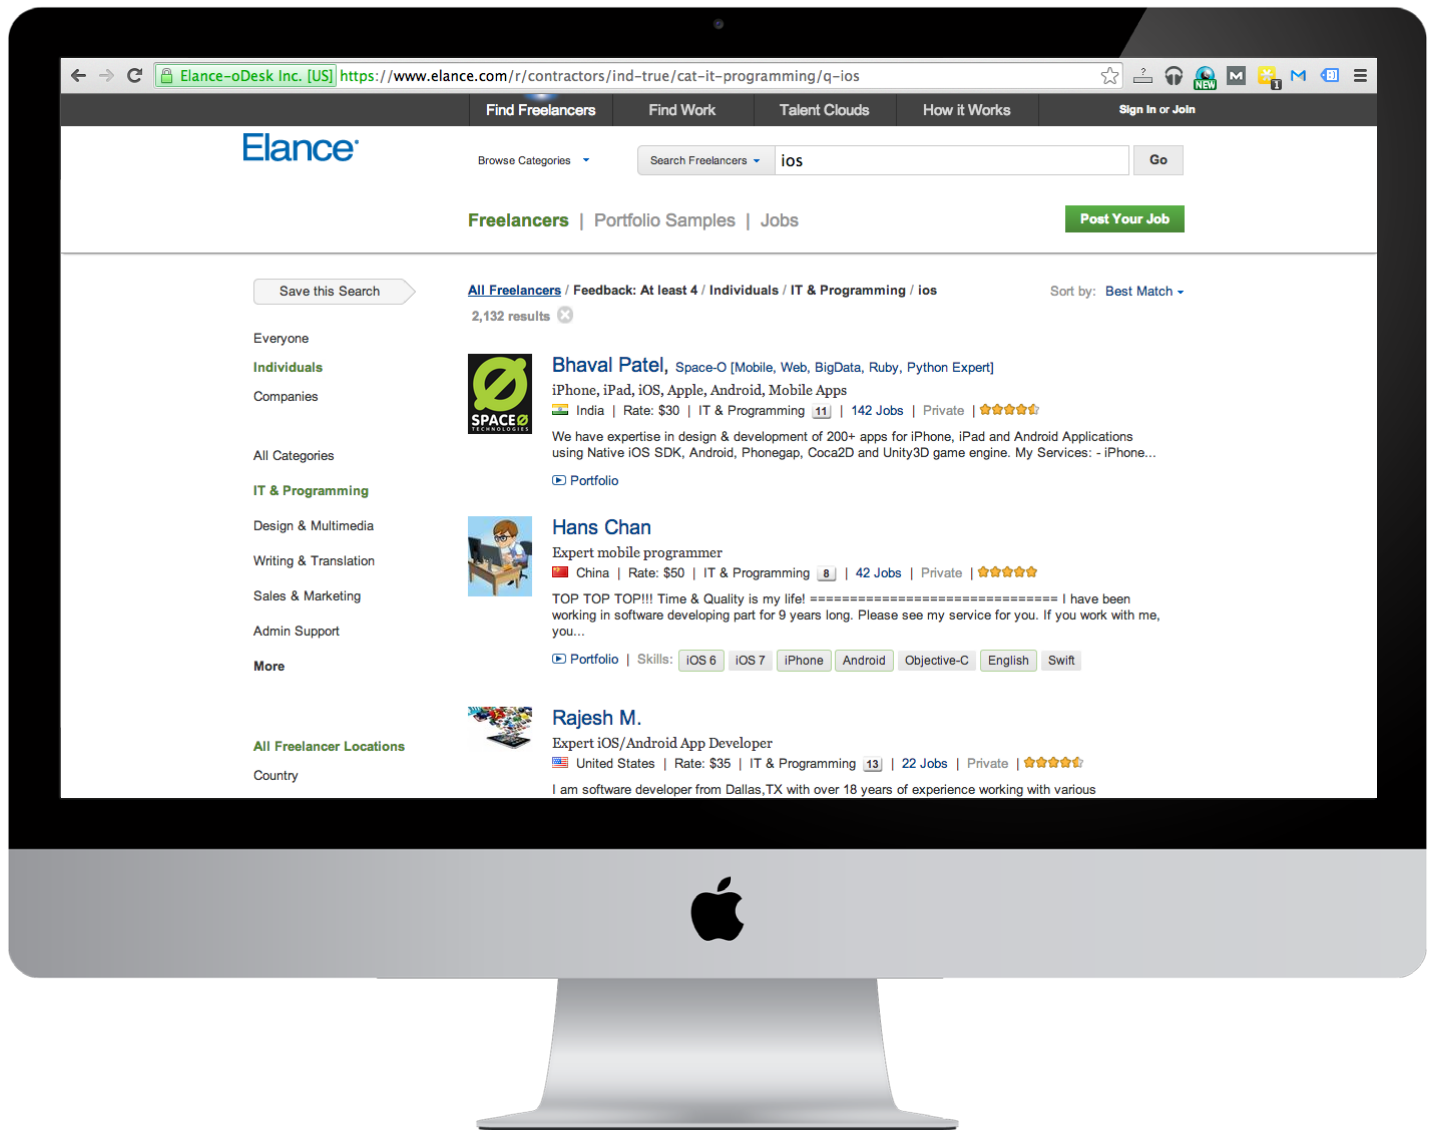 Elance-oDesk Inc. [US] https://www.elance.com/r/contractors/ind-true/cat-it-programming/q-ios
? NEW M 1 M
Find Freelancers Find Work Talent Clouds How it Works Sign In or Join
Elance
Browse Categories Search Freelancers ios Go
Freelancers | Portfolio Samples | Jobs Post Your Job
Save this Search
Everyone
Individuals
Companies
All Categories
IT & Programming
Design & Multimedia
Writing & Translation
Sales & Marketing
Admin Support
More
All Freelancer Locations
Country
All Freelancers / Feedback: At least 4 / Individuals / IT & Programming / ios Sort by: Best Match
2,132 results
SPACEO
TECHNOLOGIES
Bhaval Patel, Space-O [Mobile, Web, BigData, Ruby, Python Expert]
iPhone, iPad, iOS, Apple, Android, Mobile Apps
India | Rate: $30 | IT & Programming 11 | 142 Jobs | Private |
We have expertise in design & development of 200+ apps for iPhone, iPad and Android Applications
using Native iOS SDK, Android, Phonegap, Coca2D and Unity3D game engine. My Services: - iPhone...
Portfolio
Hans Chan
Expert mobile programmer
China | Rate: $50 | IT & Programming 8 | 42 Jobs | Private |
TOP TOP TOP!!! Time & Quality is my life! =============================== I have been
working in software developing part for 9 years long. Please see my service for you. If you work with me,
you...
Portfolio | Skills: iOS 6 iOS 7 iPhone Android Objective-C English Swift
Rajesh M.
Expert iOS/Android App Developer
United States | Rate: $35 | IT & Programming 13 | 22 Jobs | Private |
I am software developer from Dallas,TX with over 18 years of experience working with various